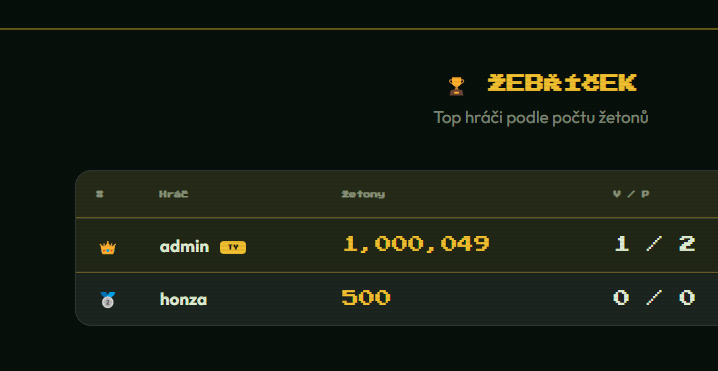 🏆 ŽEBŘÍČEK
Top hráči podle počtu žetonů
# Hráč Žetony V / P
admin TY 1,000,049 1 / 2
honza 500 0 / 0